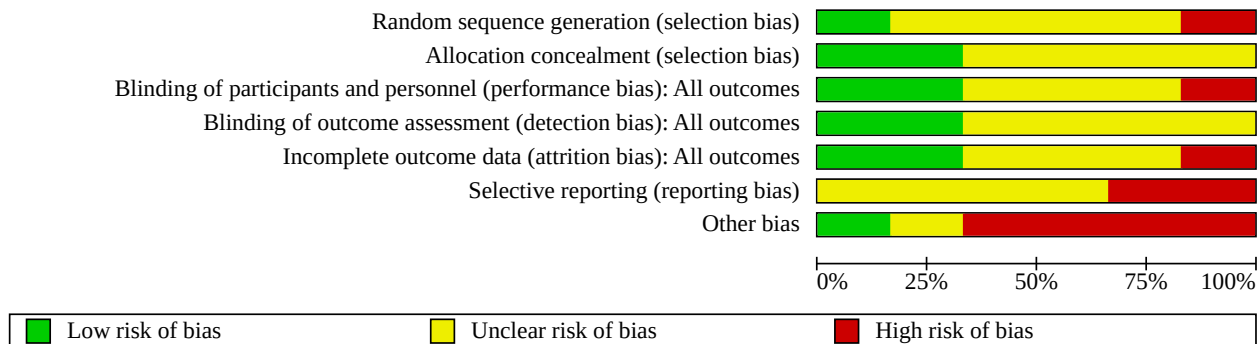 Random sequence generation (selection bias)
Allocation concealment (selection bias)
Blinding of participants and personnel (performance bias): All outcomes
Blinding of outcome assessment (detection bias): All outcomes
Incomplete outcome data (attrition bias): All outcomes
Selective reporting (reporting bias)
Other bias
0% 25% 50% 75% 100%
Low risk of bias Unclear risk of bias High risk of bias